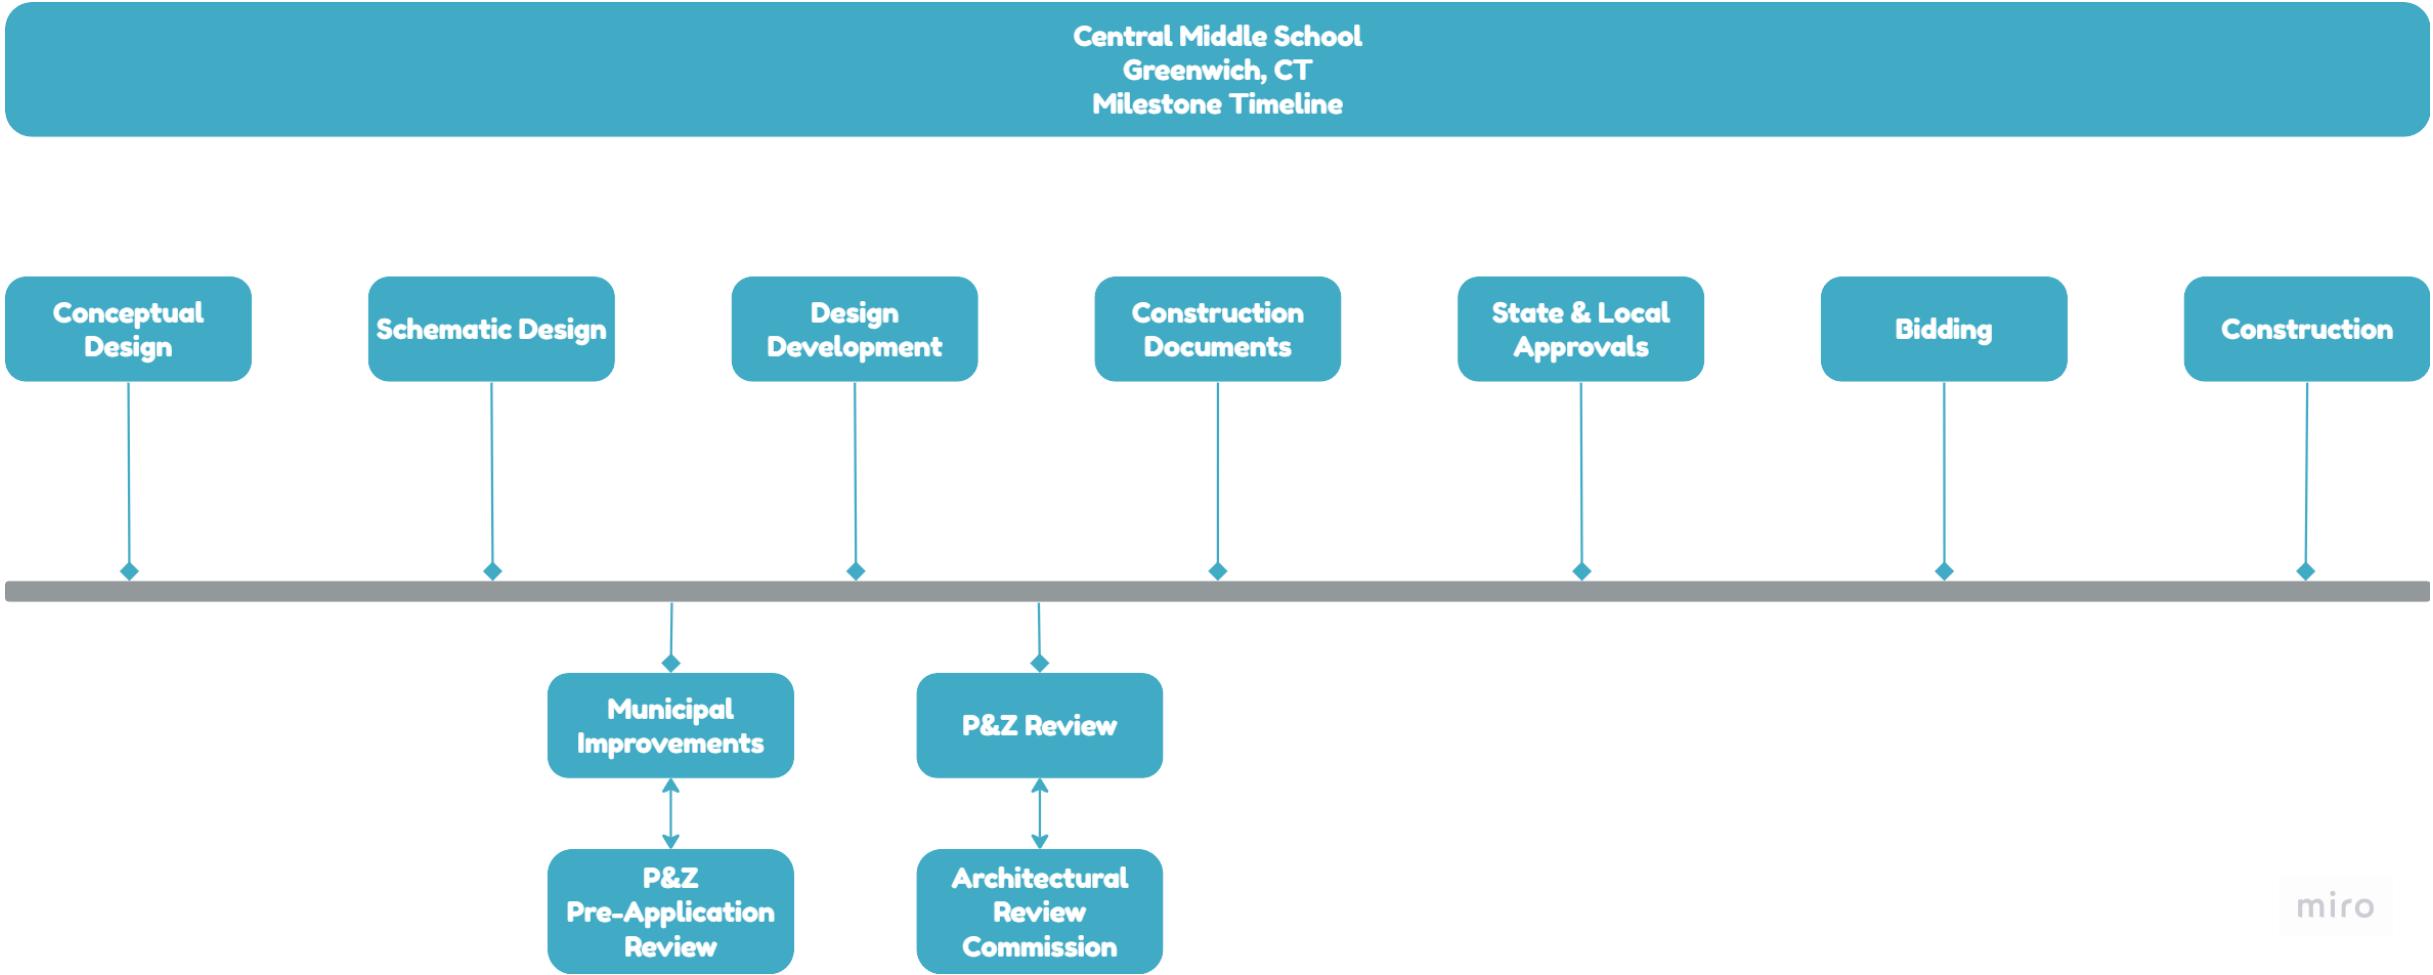 Central Middle School
Greenwich, CT
Milestone Timeline
Conceptual
Design
Schematic Design
Design
Development
Construction
Documents
State & Local
Approvals
Bidding
Construction
Municipal
Improvements
P&Z Review
P&Z
Pre-Application
Review
Architectural
Review
Commission
miro